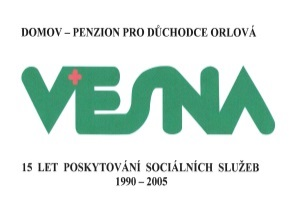 DOMOV – PENZION PRO DŮCHODCE ORLOVÁ
VESNA
15 LET POSKYTOVÁNÍ SOCIÁLNÍCH SLUŽEB
1990 – 2005